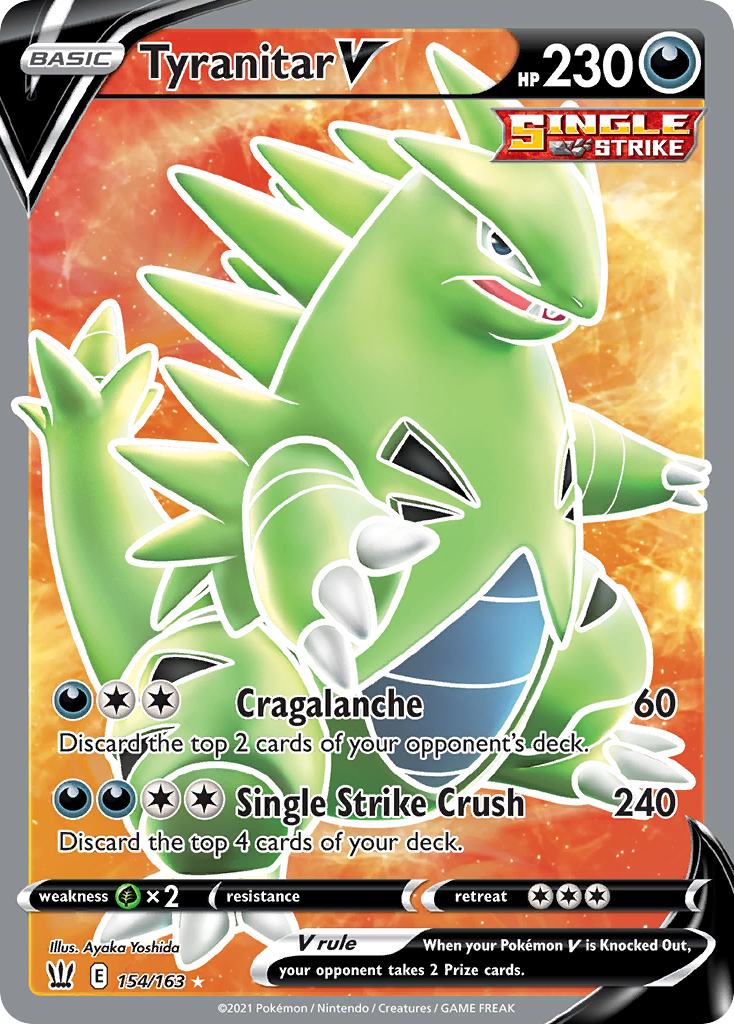 BASIC
Tyranitar V
HP 230
SINGLE
STRIKE
Cragalanche 60
Discard the top 2 cards of your opponent's deck.
Single Strike Crush 240
Discard the top 4 cards of your deck.
weakness ×2 resistance retreat
Illus. Ayaka Yoshida
V rule When your Pokémon V is Knocked Out,
your opponent takes 2 Prize cards.
E 154/163 ★
©2021 Pokémon / Nintendo / Creatures / GAME FREAK